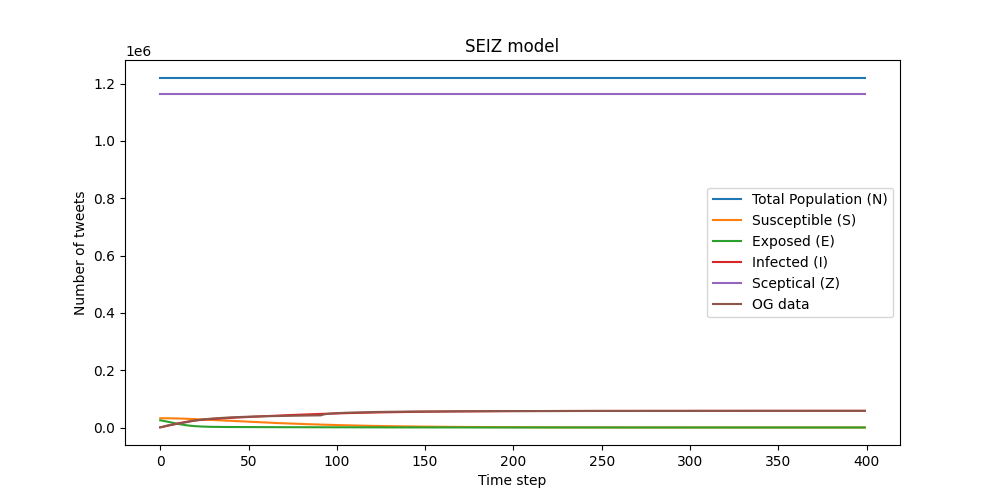 SEIZ model
1e6
1.2
1.0
0.8
0.6
0.4
0.2
0.0
Number of tweets
Total Population (N)
Susceptible (S)
Exposed (E)
Infected (I)
Sceptical (Z)
OG data
0 50 100 150 200 250 300 350 400
Time step